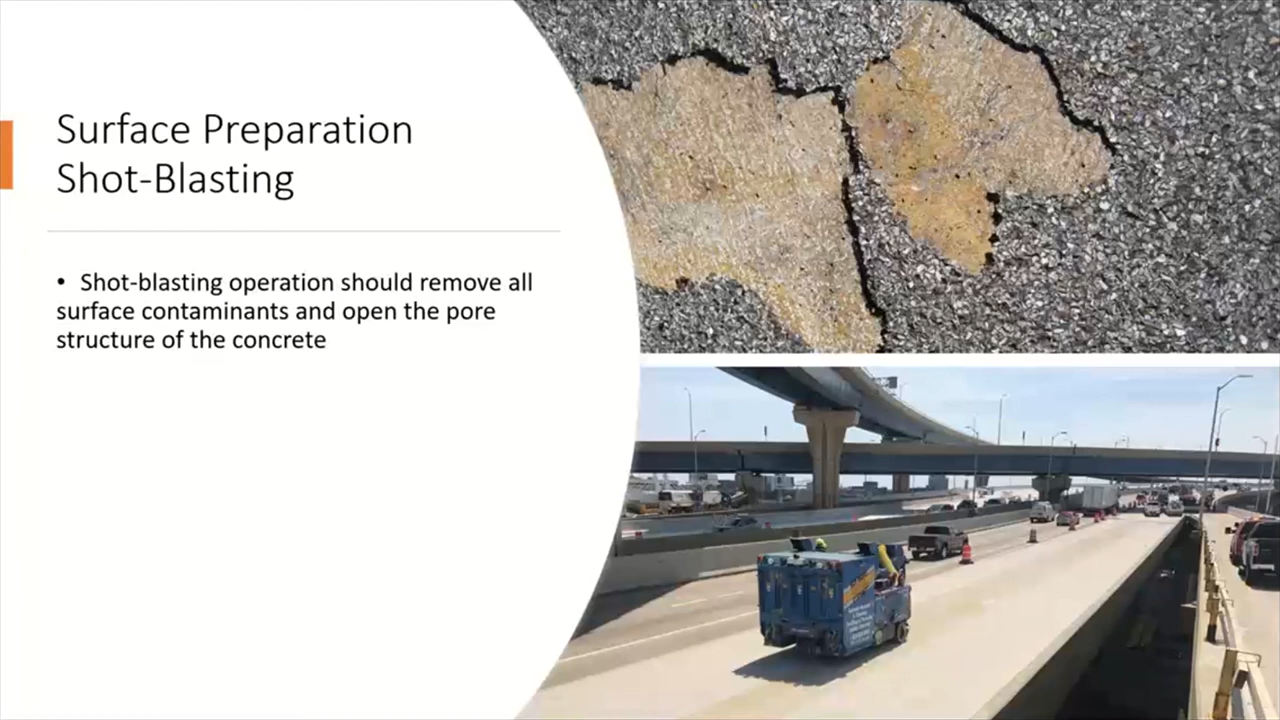 Surface Preparation
Shot-Blasting
• Shot-blasting operation should remove all
surface contaminants and open the pore
structure of the concrete